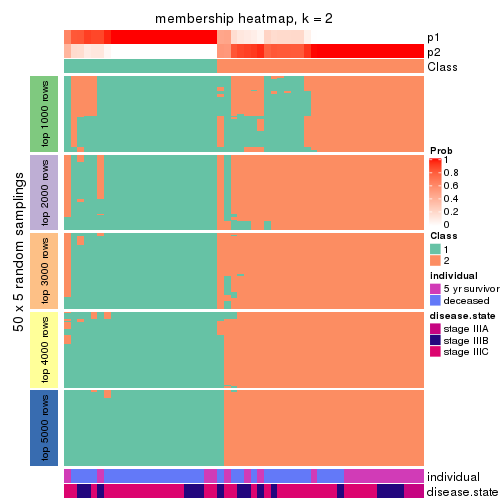 membership heatmap, k = 2
p1
p2
Class
50 x 5 random samplings
top 1000 rows
top 2000 rows
top 3000 rows
top 4000 rows
top 5000 rows
Prob
1
0.8
0.6
0.4
0.2
0
Class
1
2
individual
5 yr survivor
deceased
disease.state
stage IIIA
stage IIIB
stage IIIC
individual
disease.state